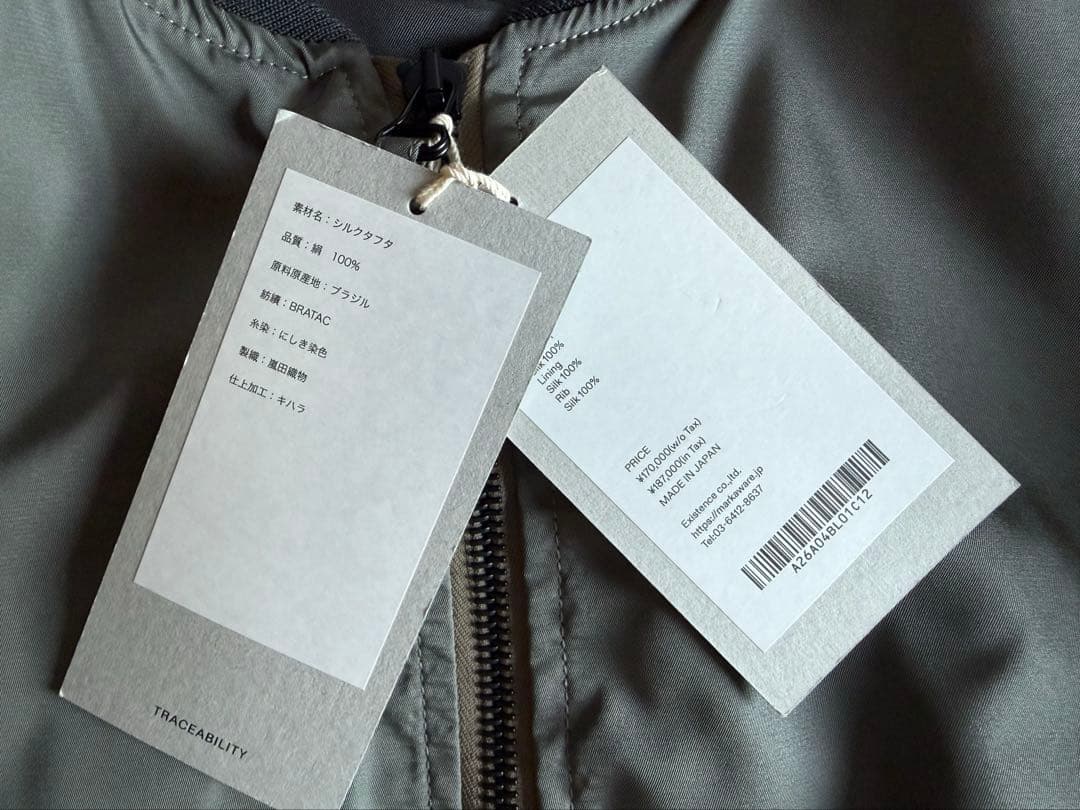 素材名：シルクタフタ
品質：絹 100%
原料原産地：ブラジル
紡績：BRATAC
糸染：にしき染色
製織：嵐田織物
仕上加工：キハラ
TRACEABILITY
100%
Lining
Silk 100%
Rib
Silk 100%
PRICE
¥170,000(w/o Tax)
¥187,000(in Tax)
MADE IN JAPAN
Existence co.,ltd.
https://markaware.jp
Tel:03-6412-8637
A26A04BL01C12